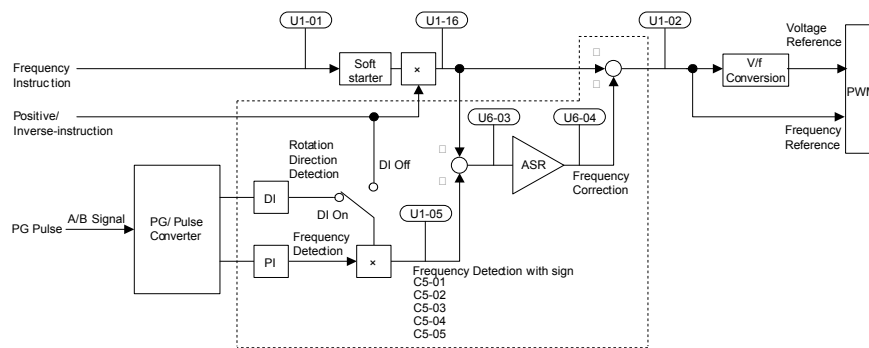 U1-01
U1-16
U1-02
Voltage
Reference
Frequency
Instruction
Soft
starter
×
V/f
Conversion
PWM
Positive/
Inverse-instruction
U6-03
U6-04
Frequency
Reference
Rotation
Direction
Detection
DI Off
ASR
Frequency
Correction
PG Pulse
A/B Signal
PG/ Pulse
Converter
DI
DI On
U1-05
Frequency
Detection
PI
×
Frequency Detection with sign
C5-01
C5-02
C5-03
C5-04
C5-05